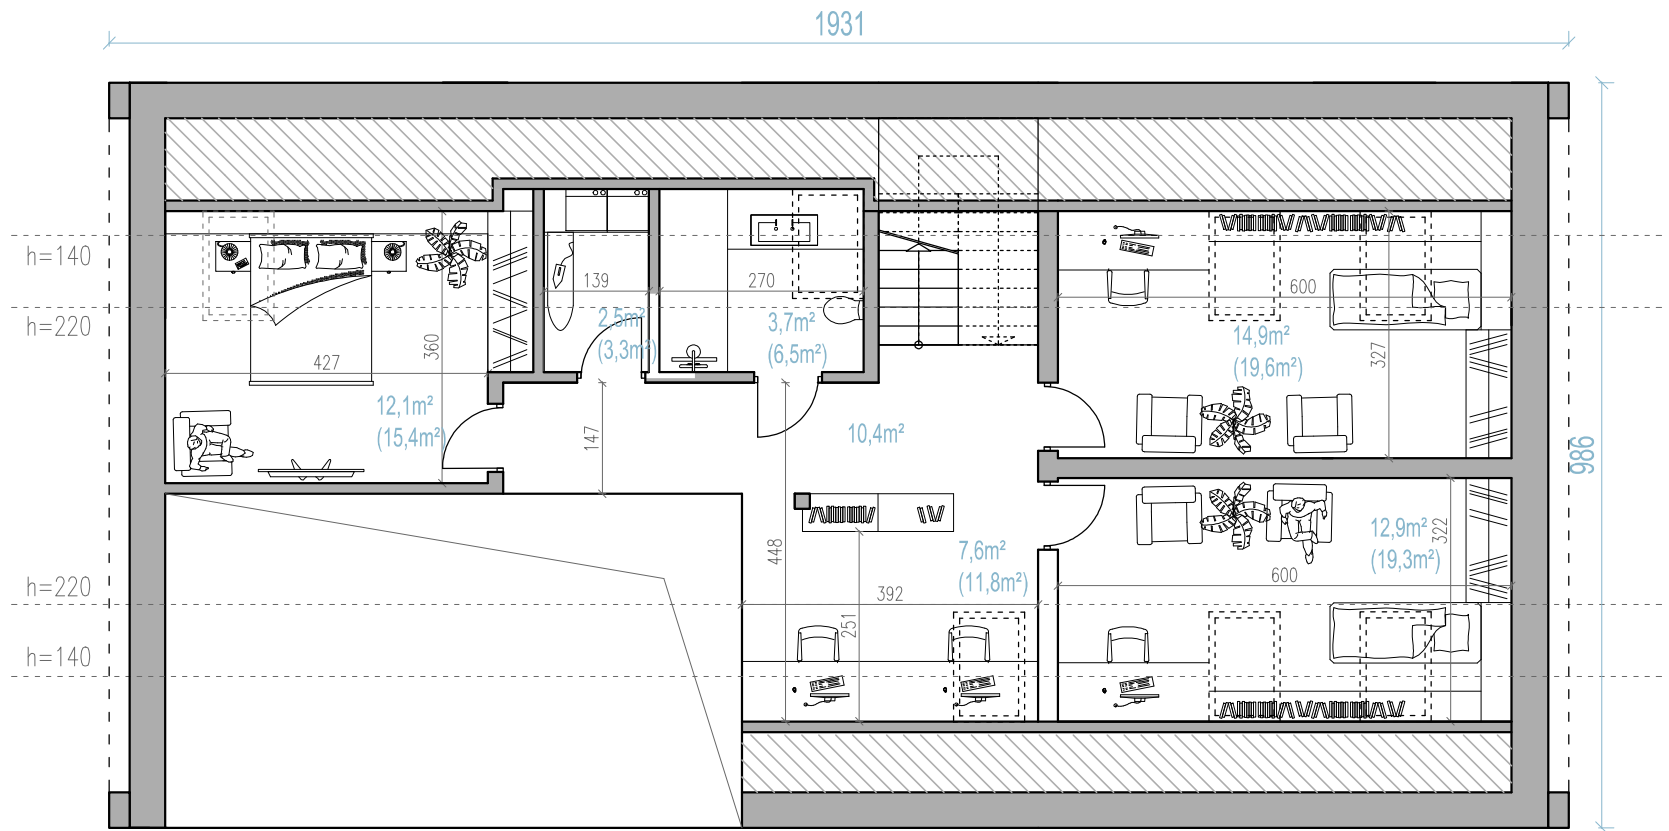 1931
h=140
h=220
139
270
600
2,5m²
(3,3m²)
3,7m²
(6,5m²)
14,9m²
(19,6m²)
327
360
427
12,1m²
(15,4m²)
147
10,4m²
986
448
7,6m²
(11,8m²)
12,9m²
(19,3m²)
322
600
h=220
392
251
h=140